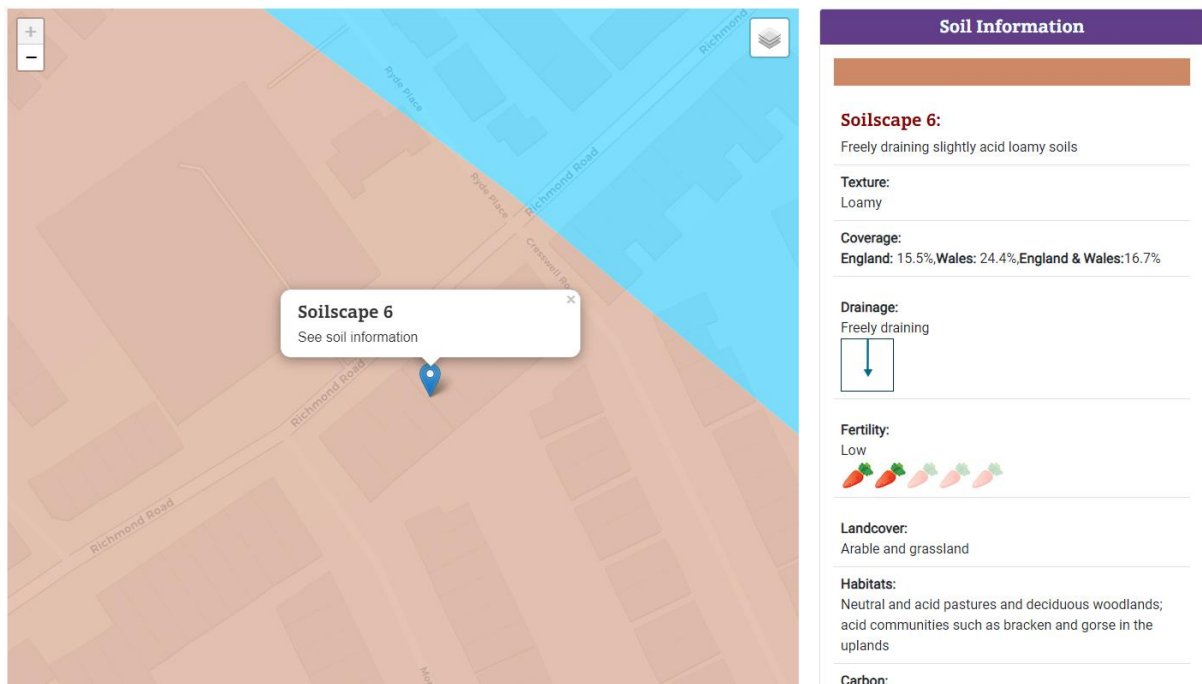 +
−
Ryde Place
Richmond
Richmond Road
Ryde Place
Cresswell Ro
Soilscape 6
×
See soil information
Richmond Road
Richmond Road
Soil Information
Soilscape 6:
Freely draining slightly acid loamy soils
Texture:
Loamy
Coverage:
England: 15.5%,Wales: 24.4%,England & Wales:16.7%
Drainage:
Freely draining
Fertility:
Low
Landcover:
Arable and grassland
Habitats:
Neutral and acid pastures and deciduous woodlands;
acid communities such as bracken and gorse in the
uplands
Carbon: